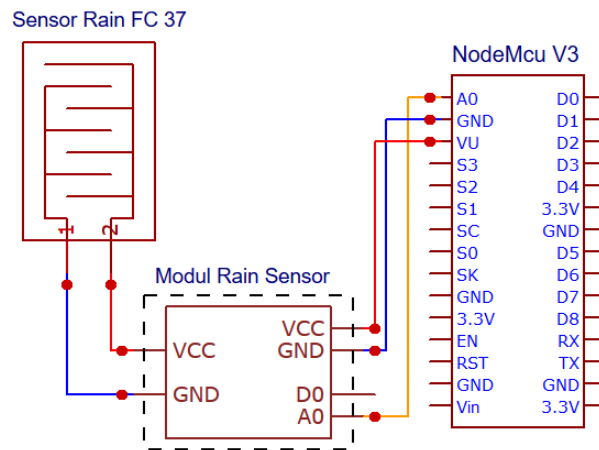 Sensor Rain FC 37
1
2
Modul Rain Sensor
VCC
GND
VCC
GND
D0
A0
NodeMcu V3
A0 D0
GND D1
VU D2
S3 D3
S2 D4
S1 3.3V
SC GND
S0 D5
SK D6
GND D7
3.3V D8
EN RX
RST TX
GND GND
Vin 3.3V